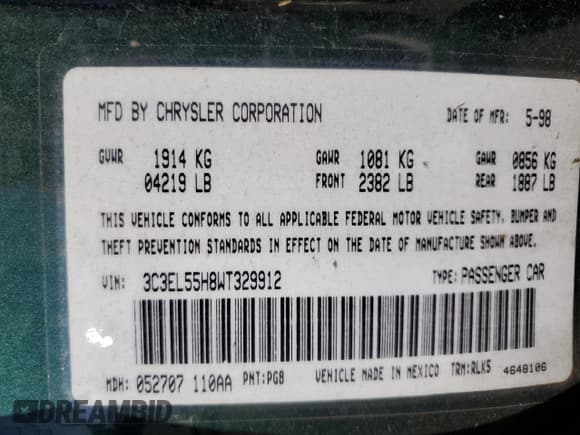 MFD BY CHRYSLER CORPORATION DATE OF MFR: 5-98
GVWR 1914 KG GAWR 1081 KG GAWR 0856 KG
04219 LB FRONT 2382 LB REAR 1887 LB
THIS VEHICLE CONFORMS TO ALL APPLICABLE FEDERAL MOTOR VEHICLE SAFETY, BUMPER AND
THEFT PREVENTION STANDARDS IN EFFECT ON THE DATE OF MANUFACTURE SHOWN ABOVE.
VIN: 3C3EL55H8WT329912 TYPE: PASSENGER CAR
MDH: 052707 110AA PNT:PG8 VEHICLE MADE IN MEXICO TRM:RLK5 4648106
DREAMBID